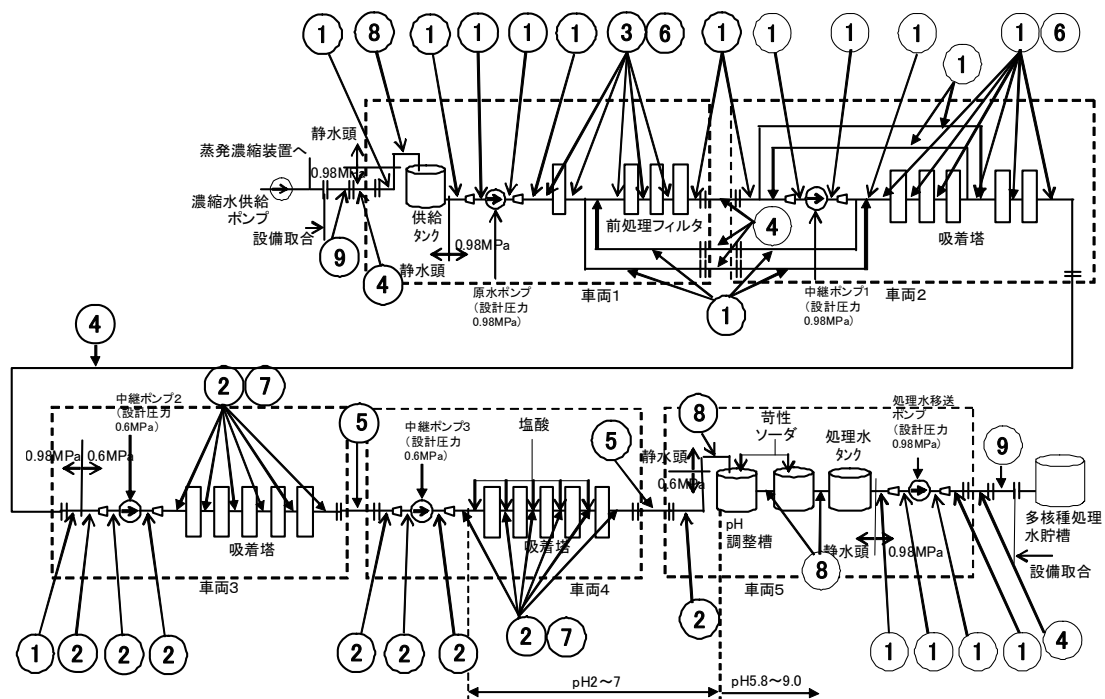 1 8 1 1 1 1 3 6 1 1 1 1 1 6
1
静水頭
蒸発濃縮装置へ
0.98MPa
濃縮水供給
ポンプ
設備取合
供給
タンク
0.98MPa
静水頭
前処理フィルタ
吸着塔
9
4
4
原水ポンプ
(設計圧力
0.98MPa)
車両1
1
中継ポンプ1
(設計圧力
0.98MPa)
車両2
4
中継ポンプ2
(設計圧力
0.6MPa)
2 7
0.98MPa
0.6MPa
吸着塔
車両3
5
中継ポンプ3
(設計圧力
0.6MPa)
塩酸
吸着塔
車両4
5
8
静水頭
0.6MPa
苛性
ソーダ
処理水
タンク
処理水移送
ポンプ
(設計圧力
0.98MPa)
9
pH
調整槽
静水頭
0.98MPa
多核種処理
水貯槽
設備取合
車両5
8
1 2 2 2 2 2 2 2 7 2 1 1 1 1 4
pH2~7
pH5.8~9.0